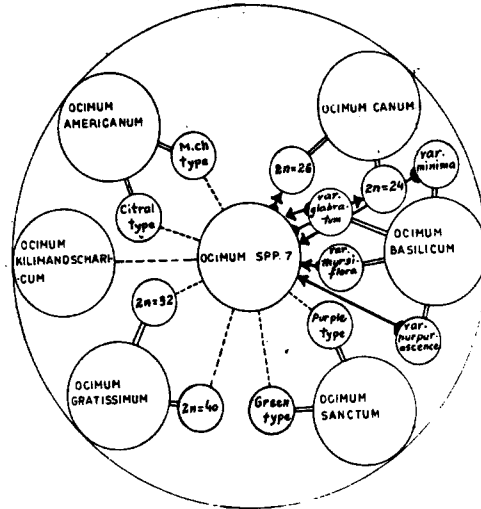 OCIMUM
AMERICANUM
M.ch
type
Citral
type
OCIMUM CANUM
2n=26
2n=24
var.
minima
var.
glabra-
tum
OCIMUM
BASILICUM
var.
thyrsi-
flora
var.
purpur-
ascence
OCIMUM
KILIMANDSCHARI-
CUM
OCIMUM SPP. 7
2n=32
OCIMUM
GRATISSIMUM
2n=40
Purple
type
Green
type
OCIMUM
SANCTUM